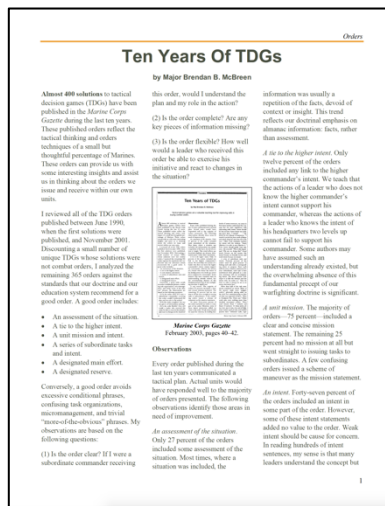 Orders
Ten Years Of TDGs
by Major Brendan B. McBreen
Almost 400 solutions to tactical
decision games (TDGs) have been
published in the Marine Corps
Gazette during the last ten years.
These published orders reflect the
tactical thinking and orders
techniques of a small but
thoughtful percentage of Marines.
These orders can provide us with
some interesting insights and assist
us in thinking about the orders we
issue and receive within our own
units.
I reviewed all of the TDG orders
published between June 1990,
when the first solutions were
published, and November 2001.
Discounting a small number of
unique TDGs whose solutions were
not combat orders, I analyzed the
remaining 365 orders against the
standards that our doctrine and our
education system recommend for a
good order. A good order includes:
• An assessment of the situation.
• A tie to the higher intent.
• A unit mission and intent.
• A series of subordinate tasks
and intent.
• A designated main effort.
• A designated reserve.
Conversely, a good order avoids
excessive conditional phrases,
confusing task organizations,
micromanagement, and trivial
"more-of-the-obvious" phrases. My
observations are based on the
following questions:
(1) Is the order clear? If I were a
subordinate commander receiving
this order, would I understand the
plan and my role in the action?
(2) Is the order complete? Are any
key pieces of information missing?
(3) Is the order flexible? How well
would a leader who received this
order be able to exercise his
initiative and react to changes in
the situation?
Ten Years of TDGs
Marine Corps Gazette
February 2003, pages 40-42.
Observations
Every order published during the
last ten years communicated a
tactical plan. Actual units would
have responded well to the majority
of orders presented. The following
observations identify those areas in
need of improvement.
An assessment of the situation.
Only 27 percent of the orders
included some assessment of the
situation. Most times, where a
situation was included, the
information was usually a
repetition of the facts, devoid of
context or insight. This trend
reflects our doctrinal emphasis on
almanac information: facts, rather
than assessment.
A tie to the higher intent. Only
twelve percent of the orders
included any link to the higher
commander's intent. We teach that
the actions of a leader who does not
know the higher commander's
intent cannot support his
commander, whereas the actions of
a leader who knows the intent of
his headquarters two levels up
cannot fail to support his
commander. Some authors may
have assumed such an
understanding already existed, but
the overwhelming absence of this
fundamental precept of our
warfighting doctrine is significant.
A unit mission. The majority of
orders—75 percent—included a
clear and concise mission
statement. The remaining 25
percent had no mission at all but
went straight to issuing tasks to
subordinates. A few confusing
orders issued a scheme of
maneuver as the mission statement.
An intent. Forty-seven percent of
the orders included an intent in
some part of the order. However,
some of these intent statements
added no value to the order. Weak
intent should be cause for concern.
In reading hundreds of intent
sentences, my sense is that many
leaders understand the concept but
1